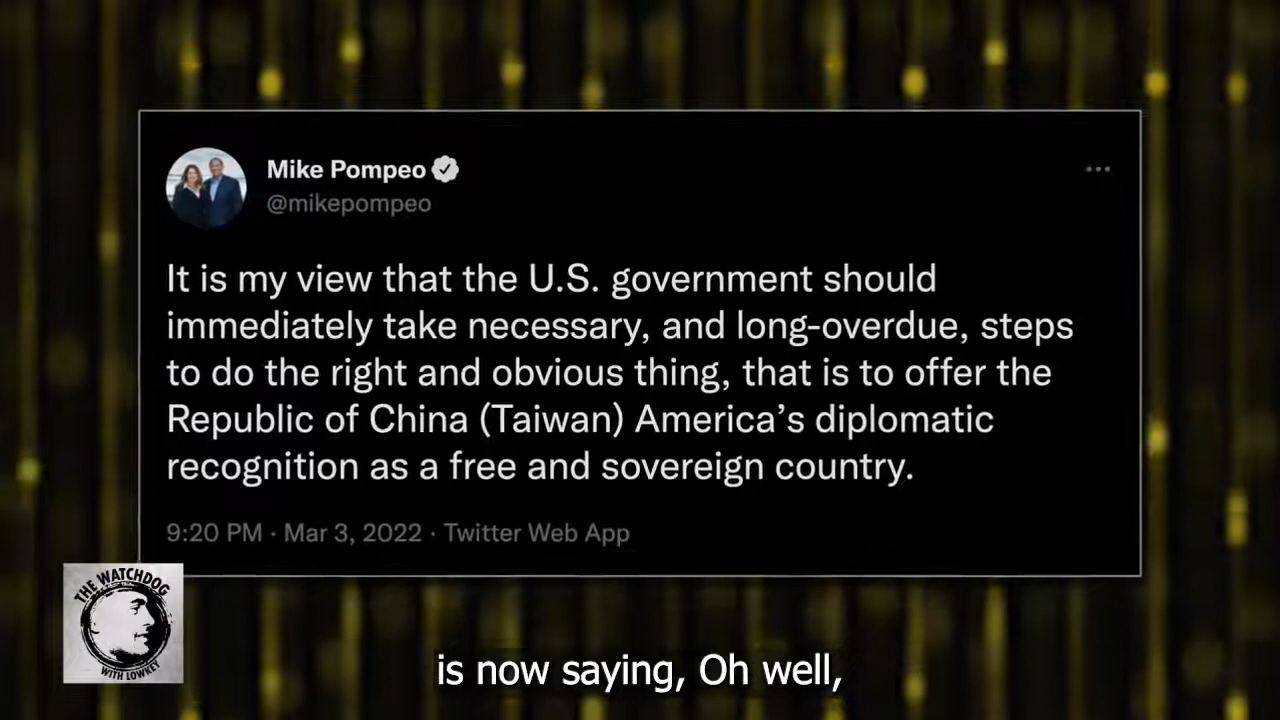 Mike Pompeo
@mikepompeo
It is my view that the U.S. government should
immediately take necessary, and long-overdue, steps
to do the right and obvious thing, that is to offer the
Republic of China (Taiwan) America’s diplomatic
recognition as a free and sovereign country.
9:20 PM · Mar 3, 2022 · Twitter Web App
THE WATCHDOG
WITH LOWKEY
is now saying, Oh well,